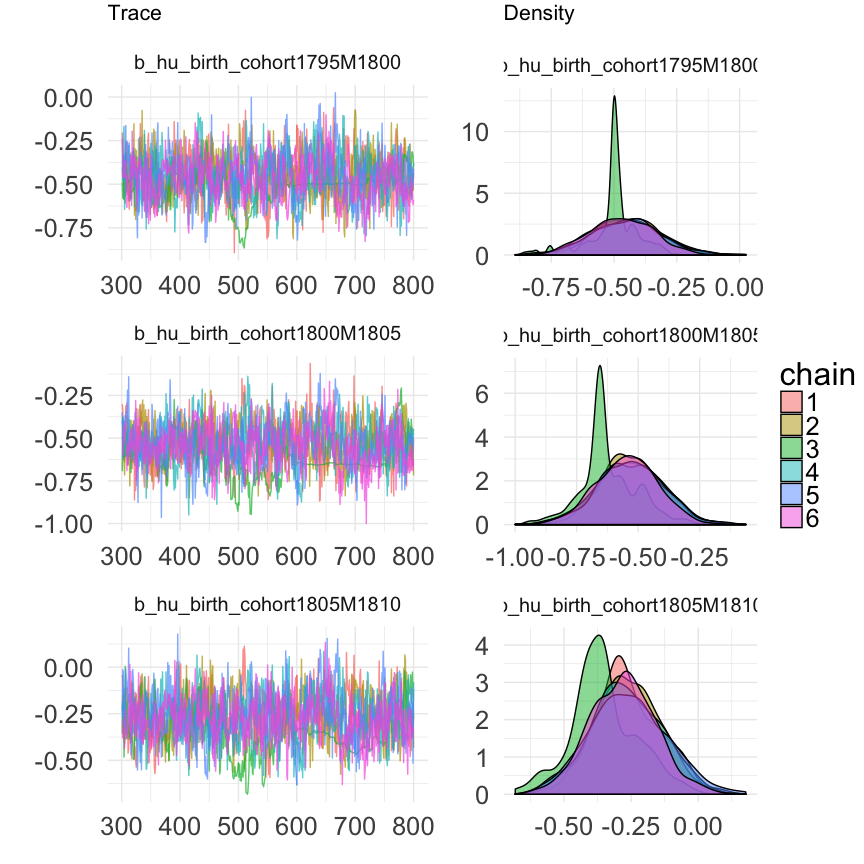 Trace
Density
b_hu_birth_cohort1795M1800
b_hu_birth_cohort1795M1800
0.00
-0.25
-0.50
-0.75
300 400 500 600 700 800
10
5
0
-0.75 -0.50 -0.25 0.00
b_hu_birth_cohort1800M1805
b_hu_birth_cohort1800M1805
-0.25
-0.50
-0.75
-1.00
300 400 500 600 700 800
6
4
2
0
-1.00 -0.75 -0.50 -0.25
chain
1
2
3
4
5
6
b_hu_birth_cohort1805M1810
b_hu_birth_cohort1805M1810
0.00
-0.25
-0.50
300 400 500 600 700 800
4
3
2
1
0
-0.50 -0.25 0.00